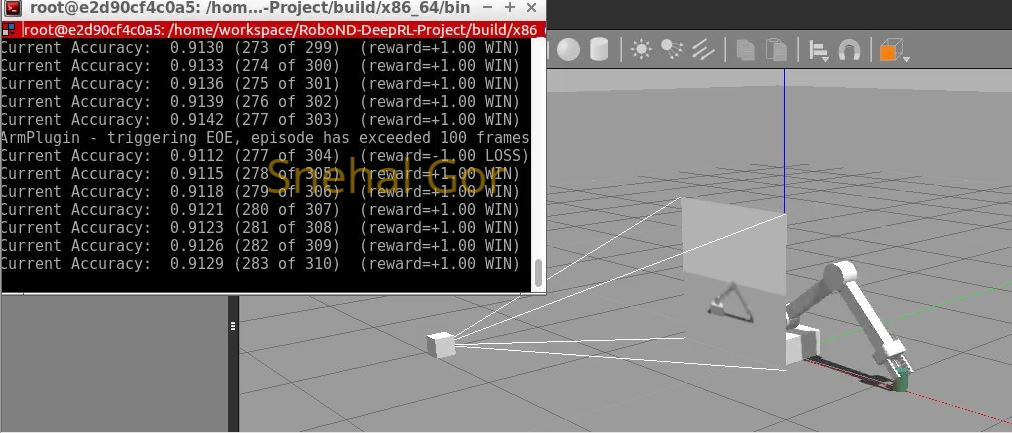 root@e2d90cf4c0a5: /hom...-Project/build/x86_64/bin
root@e2d90cf4c0a5: /home/workspace/RoboND-DeepRL-Project/build/x86_
Current Accuracy:  0.9130 (273 of 299)  (reward=+1.00 WIN)
Current Accuracy:  0.9133 (274 of 300)  (reward=+1.00 WIN)
Current Accuracy:  0.9136 (275 of 301)  (reward=+1.00 WIN)
Current Accuracy:  0.9139 (276 of 302)  (reward=+1.00 WIN)
Current Accuracy:  0.9142 (277 of 303)  (reward=+1.00 WIN)
ArmPlugin - triggering EOE, episode has exceeded 100 frames
Current Accuracy:  0.9112 (277 of 304)  (reward=-1.00 LOSS)
Current Accuracy:  0.9115 (278 of 305)  (reward=+1.00 WIN)
Snehal Gor
Current Accuracy:  0.9118 (279 of 306)  (reward=+1.00 WIN)
Current Accuracy:  0.9121 (280 of 307)  (reward=+1.00 WIN)
Current Accuracy:  0.9123 (281 of 308)  (reward=+1.00 WIN)
Current Accuracy:  0.9126 (282 of 309)  (reward=+1.00 WIN)
Current Accuracy:  0.9129 (283 of 310)  (reward=+1.00 WIN)